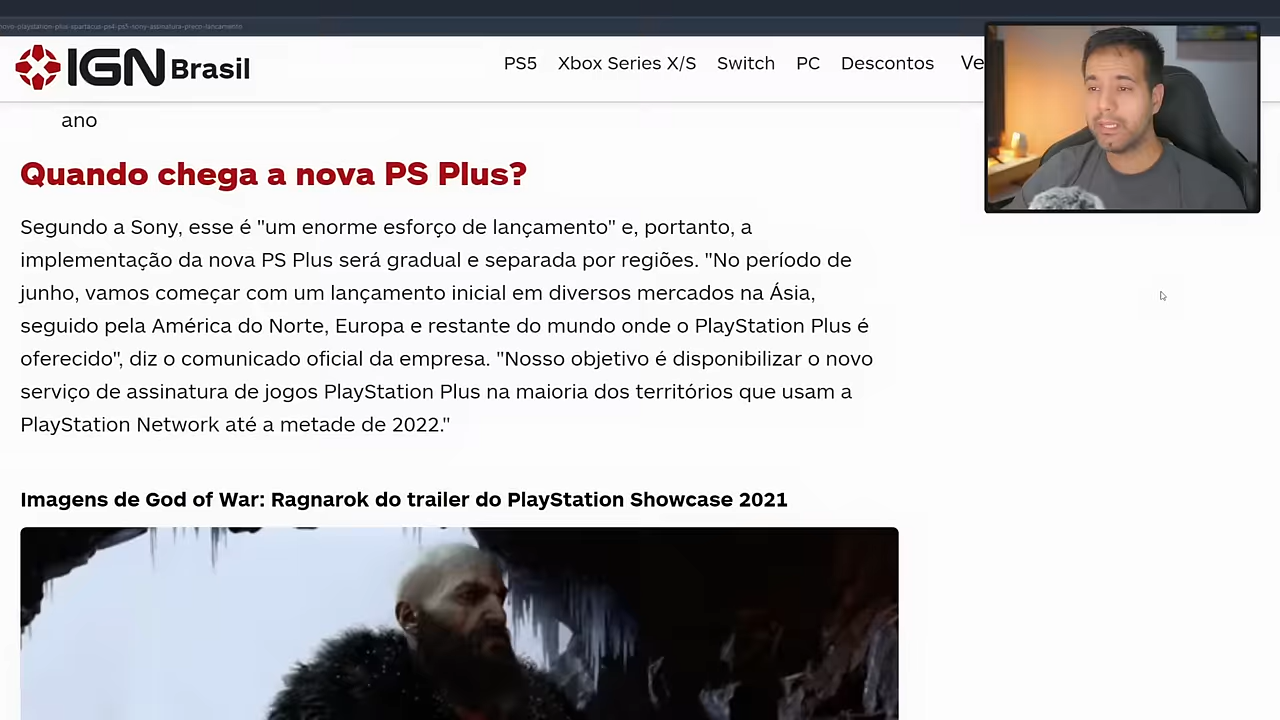 novo-playstation-plus-spartacus-ps4-ps5-sony-assinatura-preco-lancamento
IGN Brasil
PS5 Xbox Series X/S Switch PC Descontos Ve
ano
Quando chega a nova PS Plus?
Segundo a Sony, esse é "um enorme esforço de lançamento" e, portanto, a
implementação da nova PS Plus será gradual e separada por regiões. "No período de
junho, vamos começar com um lançamento inicial em diversos mercados na Ásia,
seguido pela América do Norte, Europa e restante do mundo onde o PlayStation Plus é
oferecido", diz o comunicado oficial da empresa. "Nosso objetivo é disponibilizar o novo
serviço de assinatura de jogos PlayStation Plus na maioria dos territórios que usam a
PlayStation Network até a metade de 2022."
Imagens de God of War: Ragnarok do trailer do PlayStation Showcase 2021